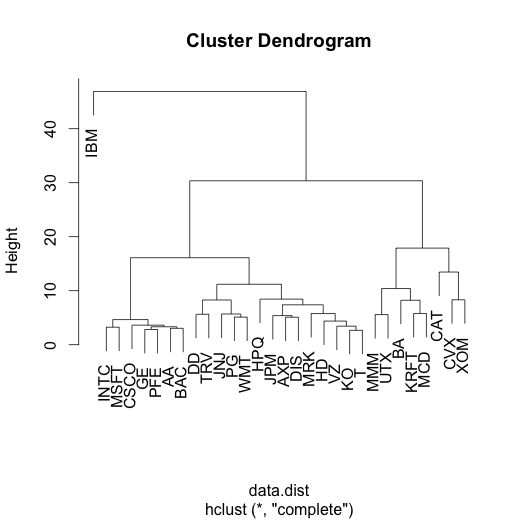 Cluster Dendrogram
Height
0
10
20
30
40
IBM
INTC
MSFT
CSCO
GE
PFE
AA
BAC
DD
TRV
JNJ
PG
WMT
HPQ
JPM
AXP
DIS
MRK
HD
VZ
KO
T
MMM
UTX
BA
KRFT
MCD
CAT
CVX
XOM
data.dist
hclust (*, "complete")